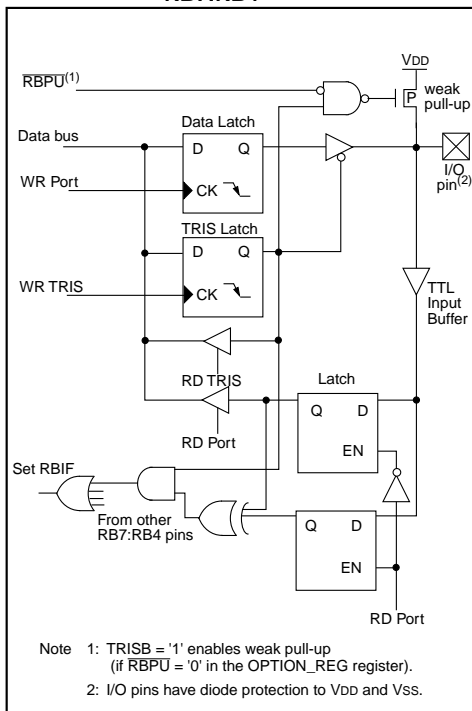 RBPU(1)
VDD
P
weak
pull-up
Data Latch
Data bus
D
Q
I/O
pin(2)
WR Port
CK
TRIS Latch
D
Q
WR TRIS
CK
TTL
Input
Buffer
RD TRIS
Latch
Q
D
RD Port
EN
Set RBIF
From other
RB7:RB4 pins
Q
D
EN
RD Port
Note 1: TRISB = '1' enables weak pull-up
(if RBPU = '0' in the OPTION_REG register).
2: I/O pins have diode protection to VDD and VSS.